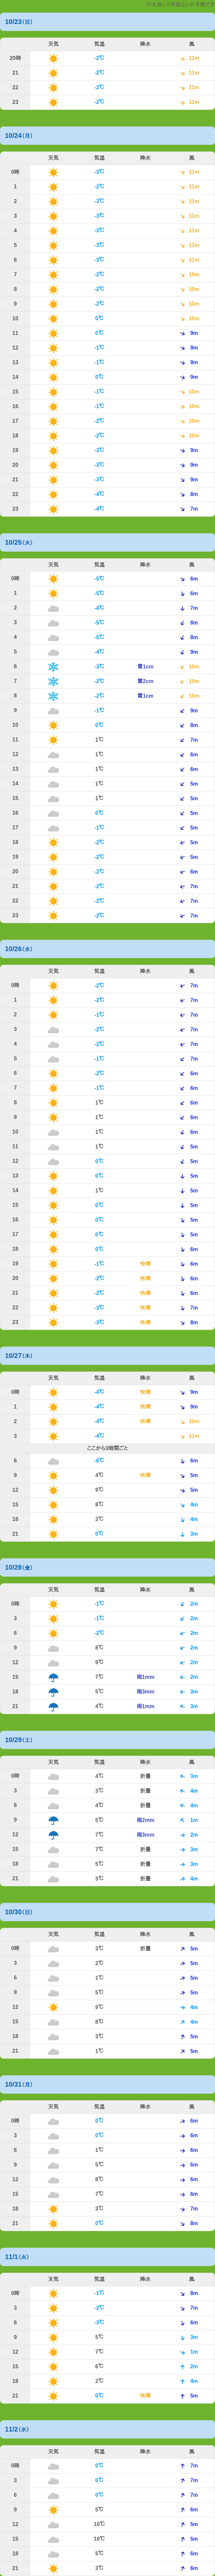 10/23(日)
天気 気温 降水 風
20時 -2℃ 11m
21 -2℃ 11m
22 -2℃ 11m
23 -2℃ 11m
10/24(月)
天気 気温 降水 風
0時 -3℃ 11m
1 -2℃ 11m
2 -3℃ 11m
3 -3℃ 11m
4 -3℃ 11m
5 -3℃ 11m
6 -3℃ 11m
7 -2℃ 10m
8 -2℃ 10m
9 -2℃ 10m
10 0℃ 10m
11 0℃ 9m
12 -1℃ 9m
13 -1℃ 9m
14 0℃ 9m
15 -1℃ 10m
16 -1℃ 10m
17 -2℃ 10m
18 -2℃ 10m
19 -3℃ 9m
20 -3℃ 9m
21 -3℃ 9m
22 -4℃ 8m
23 -4℃ 7m
10/25(火)
天気 気温 降水 風
0時 -5℃ 6m
1 -5℃ 6m
2 -4℃ 7m
3 -5℃ 8m
4 -5℃ 8m
5 -4℃ 9m
6 -3℃ 雪1cm 10m
7 -2℃ 雪2cm 10m
8 -2℃ 雪1cm 10m
9 -1℃ 9m
10 0℃ 8m
11 1℃ 7m
12 1℃ 6m
13 1℃ 6m
14 1℃ 5m
15 1℃ 5m
16 0℃ 5m
17 -1℃ 5m
18 -2℃ 5m
19 -2℃ 5m
20 -2℃ 6m
21 -2℃ 7m
22 -2℃ 7m
23 -2℃ 7m
10/26(水)
天気 気温 降水 風
0時 -2℃ 7m
1 -2℃ 7m
2 -1℃ 7m
3 -2℃ 7m
4 -2℃ 7m
5 -1℃ 7m
6 -2℃ 6m
7 -1℃ 6m
8 1℃ 6m
9 1℃ 6m
10 1℃ 6m
11 1℃ 5m
12 0℃ 5m
13 0℃ 5m
14 1℃ 5m
15 0℃ 5m
16 0℃ 5m
17 0℃ 5m
18 0℃ 6m
19 -1℃ 快晴 6m
20 -2℃ 快晴 6m
21 -2℃ 快晴 6m
22 -3℃ 快晴 7m
23 -3℃ 快晴 8m
10/27(木)
天気 気温 降水 風
0時 -4℃ 快晴 9m
1 -4℃ 快晴 9m
2 -4℃ 快晴 10m
3 -4℃ 11m
ここから3時間ごと
6 -4℃ 6m
9 4℃ 快晴 5m
12 9℃ 5m
15 8℃ 4m
18 3℃ 4m
21 0℃ 3m
10/28(金)
天気 気温 降水 風
0時 -1℃ 2m
3 -1℃ 2m
6 -2℃ 2m
9 8℃ 2m
12 9℃ 2m
15 7℃ 雨1mm 2m
18 5℃ 雨3mm 3m
21 4℃ 雨1mm 3m
10/29(土)
天気 気温 降水 風
0時 4℃ 折畳 3m
3 3℃ 折畳 4m
6 4℃ 折畳 4m
9 5℃ 雨2mm 1m
12 7℃ 雨3mm 2m
15 7℃ 折畳 3m
18 5℃ 折畳 3m
21 3℃ 折畳 4m
10/30(日)
天気 気温 降水 風
0時 3℃ 折畳 5m
3 2℃ 5m
6 1℃ 5m
9 5℃ 5m
12 9℃ 4m
15 8℃ 4m
18 3℃ 5m
21 1℃ 5m
10/31(月)
天気 気温 降水 風
0時 0℃ 6m
3 0℃ 6m
6 1℃ 6m
9 5℃ 6m
12 8℃ 6m
15 7℃ 6m
18 3℃ 7m
21 0℃ 8m
11/1(火)
天気 気温 降水 風
0時 -1℃ 8m
3 -2℃ 7m
6 -3℃ 6m
9 5℃ 3m
12 7℃ 1m
15 6℃ 2m
18 2℃ 4m
21 0℃ 快晴 5m
11/2(水)
天気 気温 降水 風
0時 0℃ 7m
3 0℃ 7m
6 0℃ 7m
9 5℃ 6m
12 10℃ 5m
15 10℃ 5m
18 5℃ 6m
21 3℃ 6m